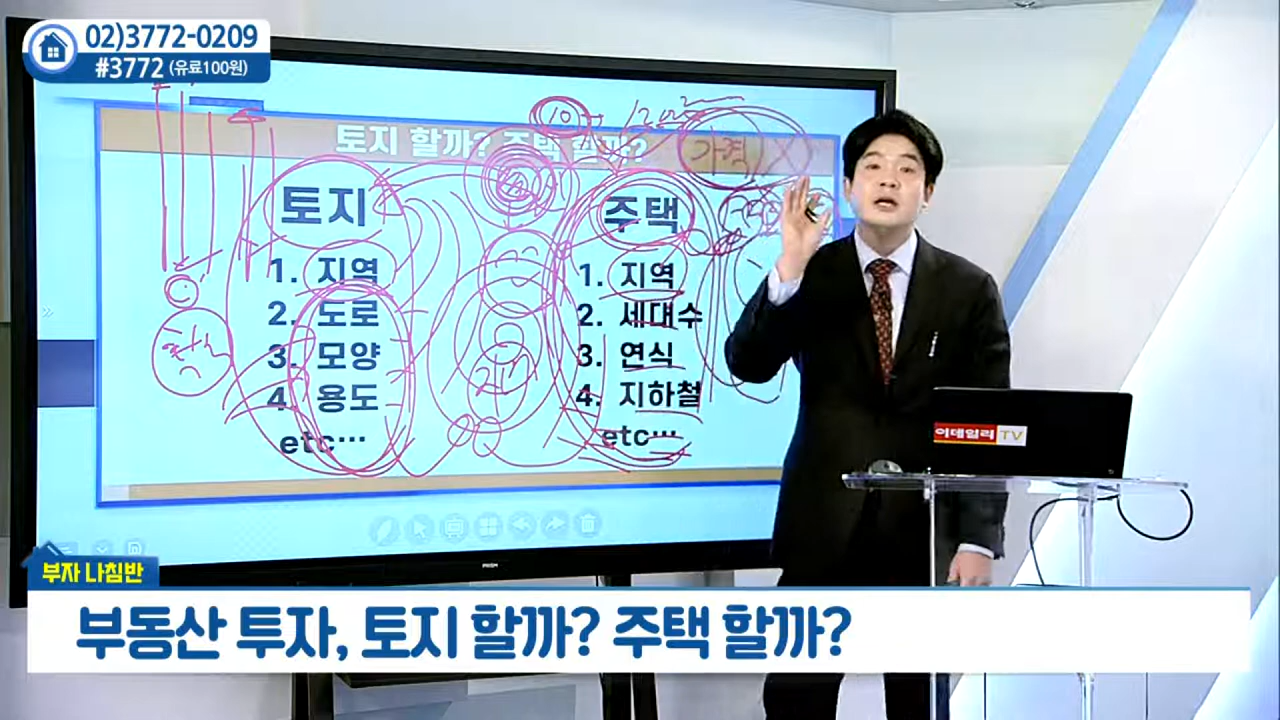 02)3772-0209
#3772 (유료100원)
토지 할까? 주택 할까?
토지
1. 지역
2. 도로
3. 모양
4. 용도
etc…
주택
1. 지역
2. 세대수
3. 연식
4. 지하철
etc…
가격 X
10
이데일리 TV
부자 나침반
부동산 투자, 토지 할까? 주택 할까?